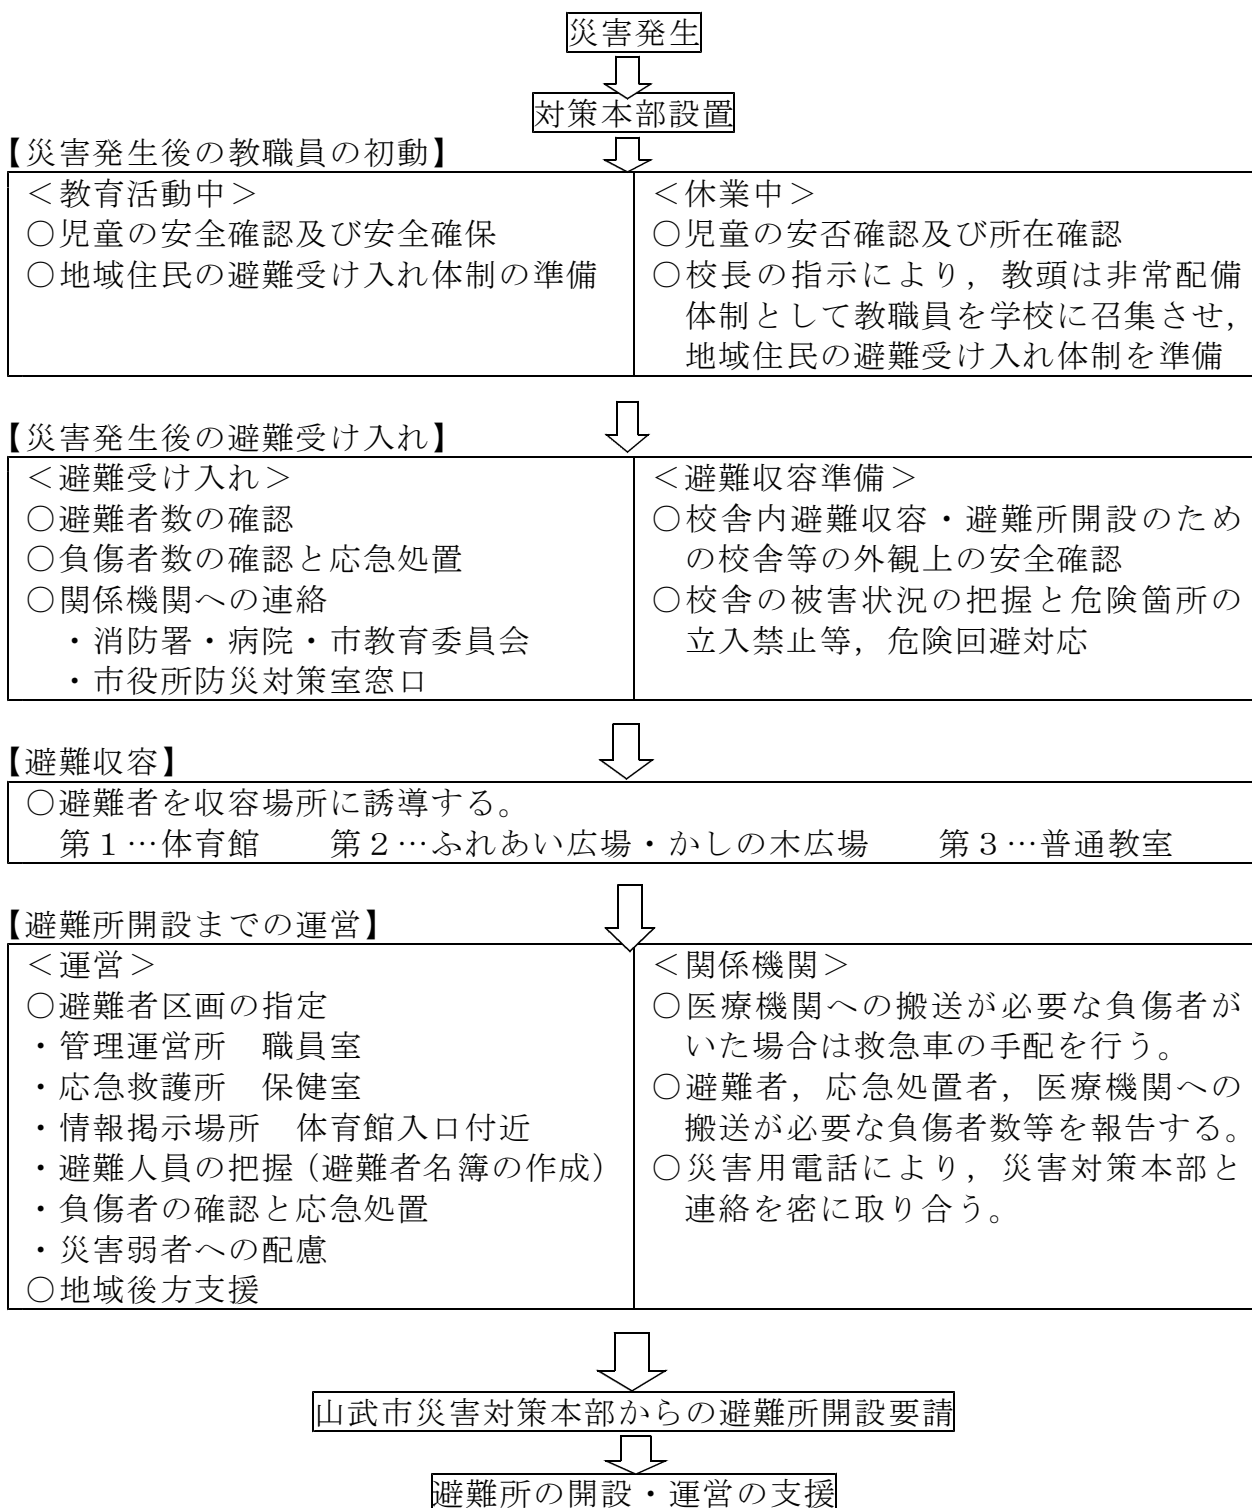 災害発生
対策本部設置
【災害発生後の教職員の初動】
＜教育活動中＞
○児童の安全確認及び安全確保
○地域住民の避難受け入れ体制の準備
＜休業中＞
○児童の安否確認及び所在確認
○校長の指示により，教頭は非常配備
体制として教職員を学校に召集させ，
地域住民の避難受け入れ体制を準備
【災害発生後の避難受け入れ】
＜避難受け入れ＞
○避難者数の確認
○負傷者数の確認と応急処置
○関係機関への連絡
・消防署・病院・市教育委員会
・市役所防災対策室窓口
＜避難収容準備＞
○校舎内避難収容・避難所開設のため
の校舎等の外観上の安全確認
○校舎の被害状況の把握と危険箇所の
立入禁止等，危険回避対応
【避難収容】
○避難者を収容場所に誘導する。
第１…体育館　　第２…ふれあい広場・かしの木広場　　第３…普通教室
【避難所開設までの運営】
＜運営＞
○避難者区画の指定
・管理運営所　職員室
・応急救護所　保健室
・情報掲示場所　体育館入口付近
・避難人員の把握（避難者名簿の作成）
・負傷者の確認と応急処置
・災害弱者への配慮
○地域後方支援
＜関係機関＞
○医療機関への搬送が必要な負傷者が
いた場合は救急車の手配を行う。
○避難者，応急処置者，医療機関への
搬送が必要な負傷者数等を報告する。
○災害用電話により，災害対策本部と
連絡を密に取り合う。
山武市災害対策本部からの避難所開設要請
避難所の開設・運営の支援